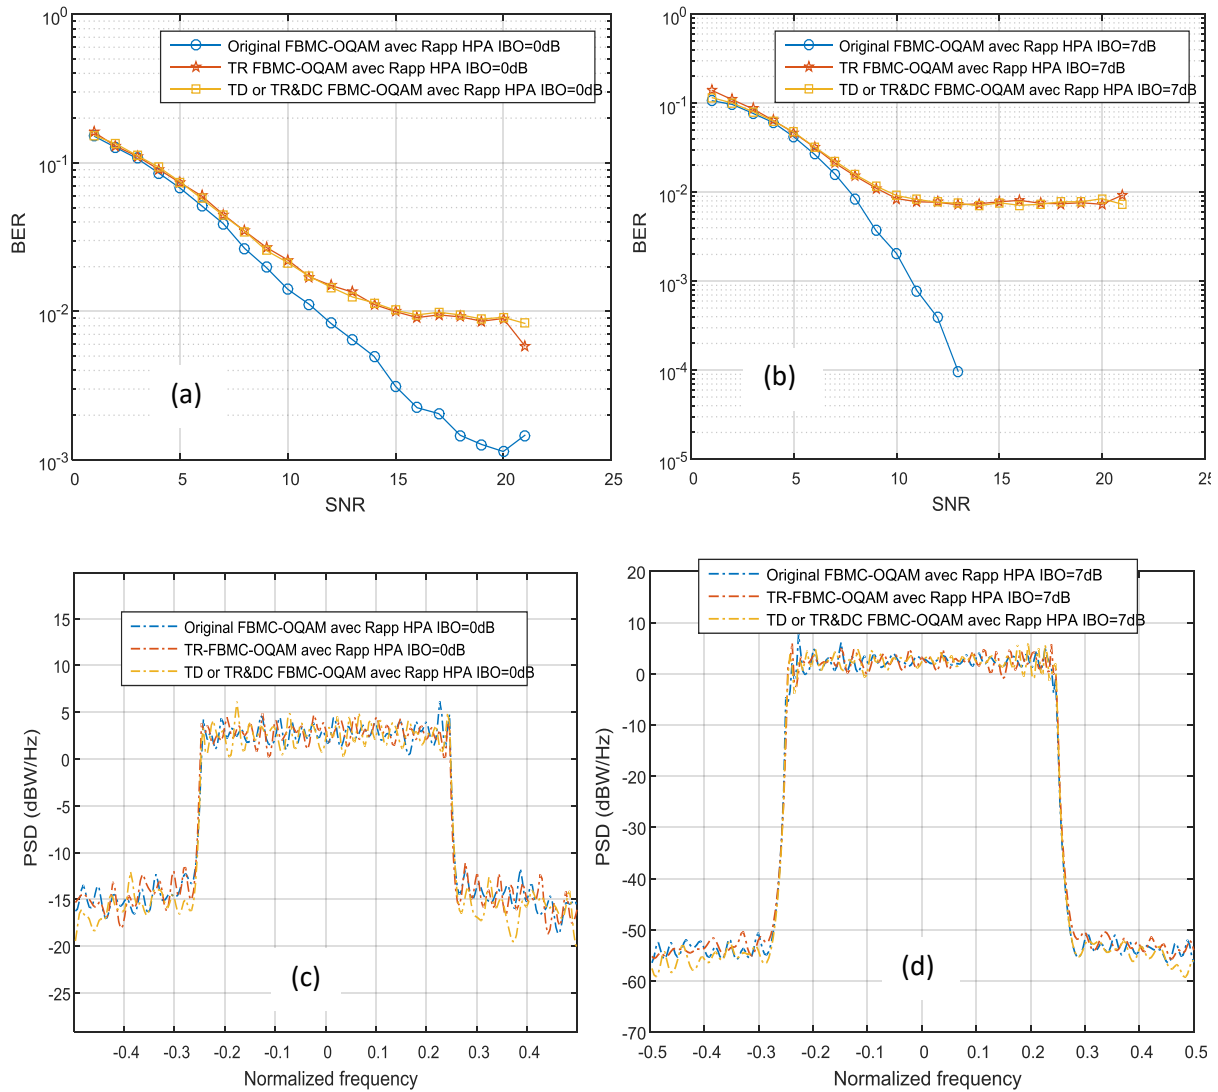 10^0
10^-1
10^-2
10^-3
BER
Original FBMC-OQAM avec Rapp HPA IBO=0dB
TR FBMC-OQAM avec Rapp HPA IBO=0dB
TD or TR&DC FBMC-OQAM avec Rapp HPA IBO=0dB
(a)
0 5 10 15 20 25
SNR
10^0
10^-1
10^-2
10^-3
10^-4
10^-5
BER
Original FBMC-OQAM avec Rapp HPA IBO=7dB
TR FBMC-OQAM avec Rapp HPA IBO=7dB
TD or TR&DC FBMC-OQAM avec Rapp HPA IBO=7dB
(b)
0 5 10 15 20 25
SNR
15
10
5
0
-5
-10
-15
-20
-25
PSD (dBW/Hz)
Original FBMC-OQAM avec Rapp HPA IBO=0dB
TR-FBMC-OQAM avec Rapp HPA IBO=0dB
TD or TR&DC FBMC-OQAM avec Rapp HPA IBO=0dB
(c)
-0.4 -0.3 -0.2 -0.1 0 0.1 0.2 0.3 0.4
Normalized frequency
20
10
0
-10
-20
-30
-40
-50
-60
-70
PSD (dBW/Hz)
Original FBMC-OQAM avec Rapp HPA IBO=7dB
TR-FBMC-OQAM avec Rapp HPA IBO=7dB
TD or TR&DC FBMC-OQAM avec Rapp HPA IBO=7dB
(d)
-0.5 -0.4 -0.3 -0.2 -0.1 0 0.1 0.2 0.3 0.4 0.5
Normalized frequency